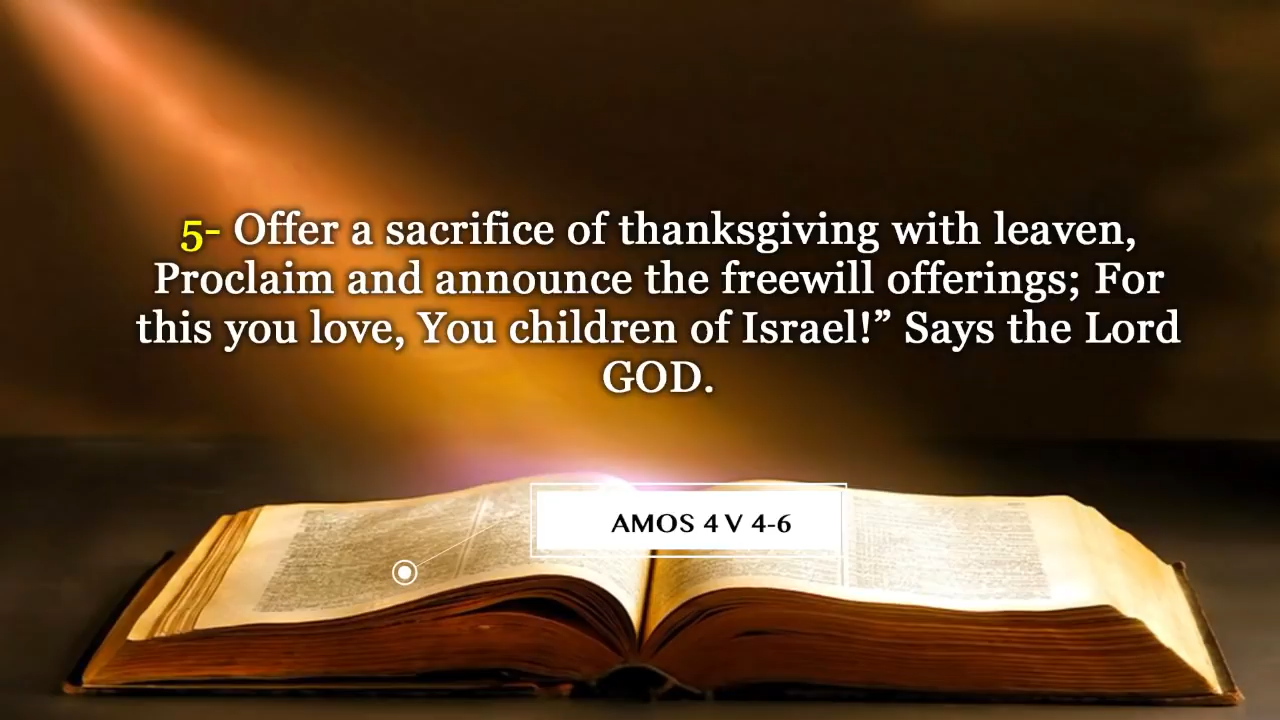 5- Offer a sacrifice of thanksgiving with leaven,
Proclaim and announce the freewill offerings; For
this you love, You children of Israel!” Says the Lord
GOD.
AMOS 4 V 4-6